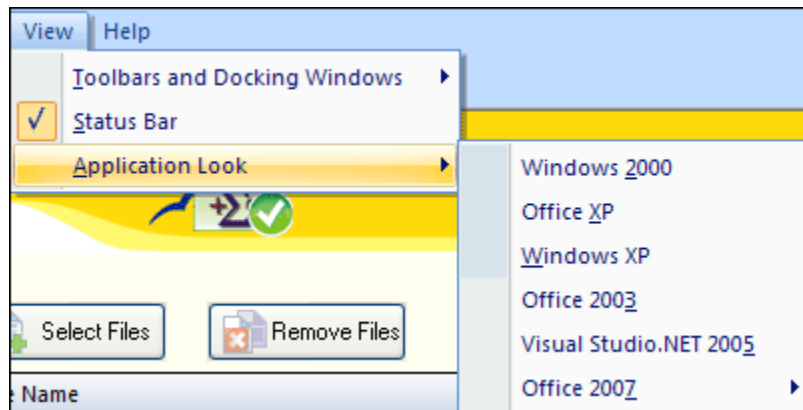 View Help
Toolbars and Docking Windows
Status Bar
Application Look
Windows 2000
Office XP
Windows XP
Office 2003
Visual Studio.NET 2005
Office 2007
Select Files
Remove Files
Name